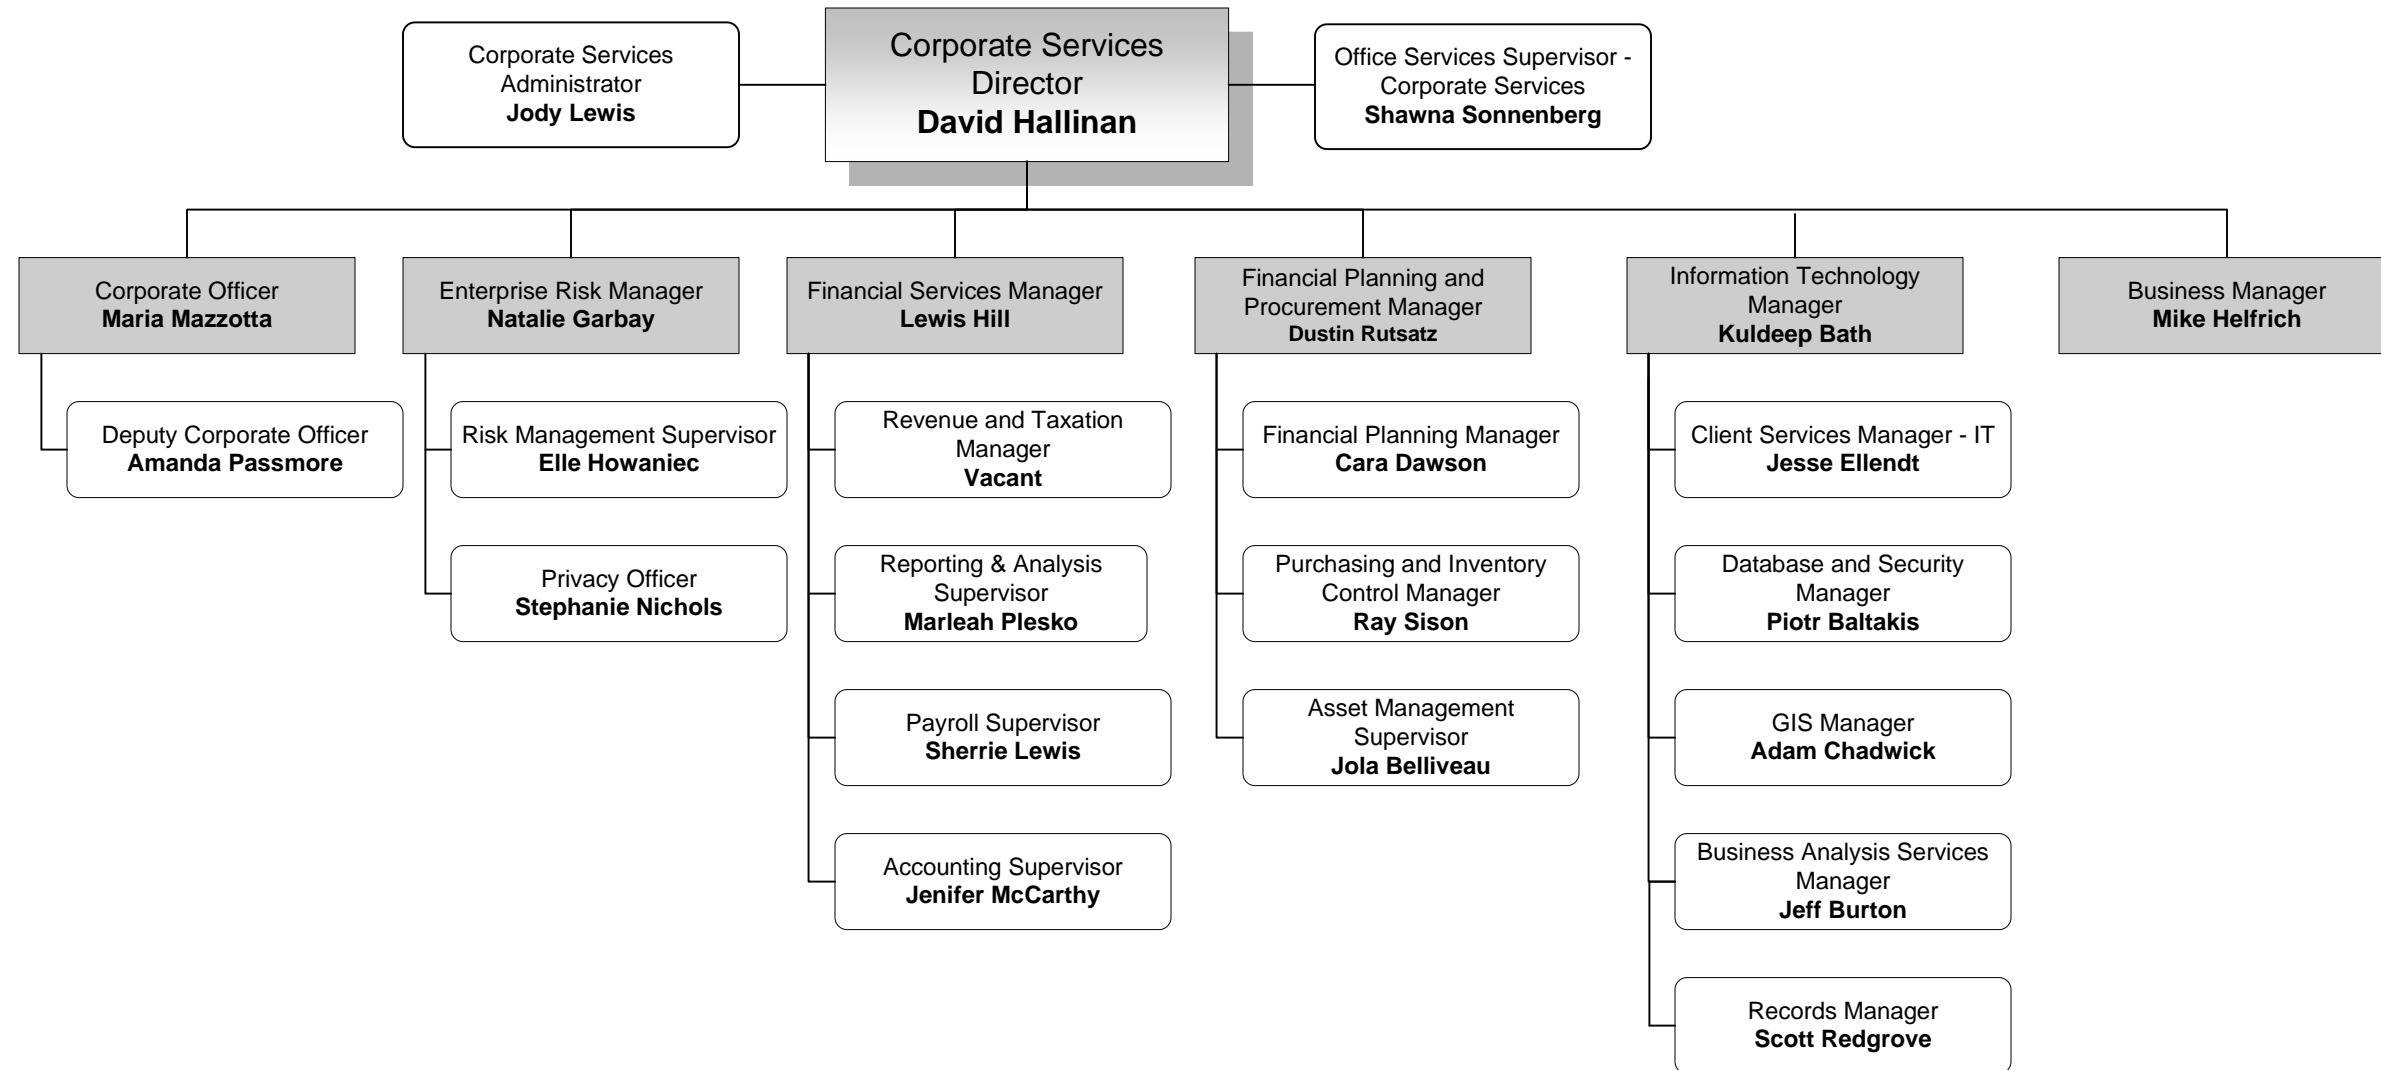 Corporate Services
Administrator
Jody Lewis
Corporate Services
Director
David Hallinan
Office Services Supervisor -
Corporate Services
Shawna Sonnenberg
Corporate Officer
Maria Mazzotta
Enterprise Risk Manager
Natalie Garbay
Financial Services Manager
Lewis Hill
Financial Planning and
Procurement Manager
Dustin Rutsatz
Information Technology
Manager
Kuldeep Bath
Business Manager
Mike Helfrich
Deputy Corporate Officer
Amanda Passmore
Risk Management Supervisor
Elle Howaniec
Revenue and Taxation
Manager
Vacant
Financial Planning Manager
Cara Dawson
Client Services Manager - IT
Jesse Ellendt
Privacy Officer
Stephanie Nichols
Reporting & Analysis
Supervisor
Marleah Plesko
Purchasing and Inventory
Control Manager
Ray Sison
Database and Security
Manager
Piotr Baltakis
Payroll Supervisor
Sherrie Lewis
Asset Management
Supervisor
Jola Belliveau
GIS Manager
Adam Chadwick
Accounting Supervisor
Jenifer McCarthy
Business Analysis Services
Manager
Jeff Burton
Records Manager
Scott Redgrove